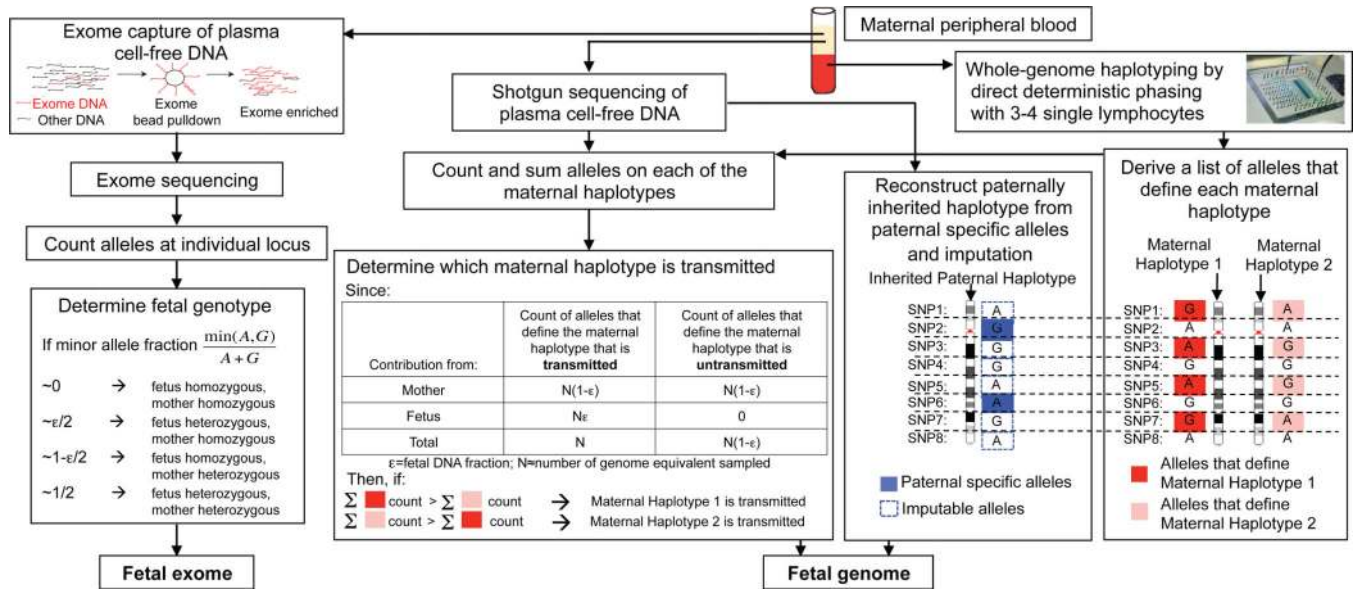 Maternal peripheral blood
Exome capture of plasma
cell-free DNA
Exome DNA
Other DNA
Exome
bead pulldown
Exome enriched
Exome sequencing
Count alleles at individual locus
Determine fetal genotype
If minor allele fraction min(A,G)
A+G
~0 → fetus homozygous,
mother homozygous
~ε/2 → fetus heterozygous,
mother homozygous
~1-ε/2 → fetus homozygous,
mother heterozygous
~1/2 → fetus heterozygous,
mother heterozygous
Fetal exome
Shotgun sequencing of
plasma cell-free DNA
Count and sum alleles on each of the
maternal haplotypes
Determine which maternal haplotype is transmitted
Since:
Contribution from:
Count of alleles that
define the maternal
haplotype that is
transmitted
Count of alleles that
define the maternal
haplotype that is
untransmitted
Mother N(1-ε) N(1-ε)
Fetus Nε 0
Total N N(1-ε)
ε=fetal DNA fraction; N≈number of genome equivalent sampled
Then, if:
∑ count > ∑ count → Maternal Haplotype 1 is transmitted
∑ count > ∑ count → Maternal Haplotype 2 is transmitted
Fetal genome
Whole-genome haplotyping by
direct deterministic phasing
with 3-4 single lymphocytes
Reconstruct paternally
inherited haplotype from
paternal specific alleles
and imputation
Inherited Paternal Haplotype
SNP1: A
SNP2: G
SNP3: G
SNP4: G
SNP5: A
SNP6: A
SNP7: G
SNP8: A
Paternal specific alleles
Imputable alleles
Derive a list of alleles that
define each maternal
haplotype
Maternal
Haplotype 1
Maternal
Haplotype 2
SNP1: G A
SNP2: A A
SNP3: A G
SNP4: G G
SNP5: A G
SNP6: G G
SNP7: G A
SNP8: A A
Alleles that define
Maternal Haplotype 1
Alleles that define
Maternal Haplotype 2